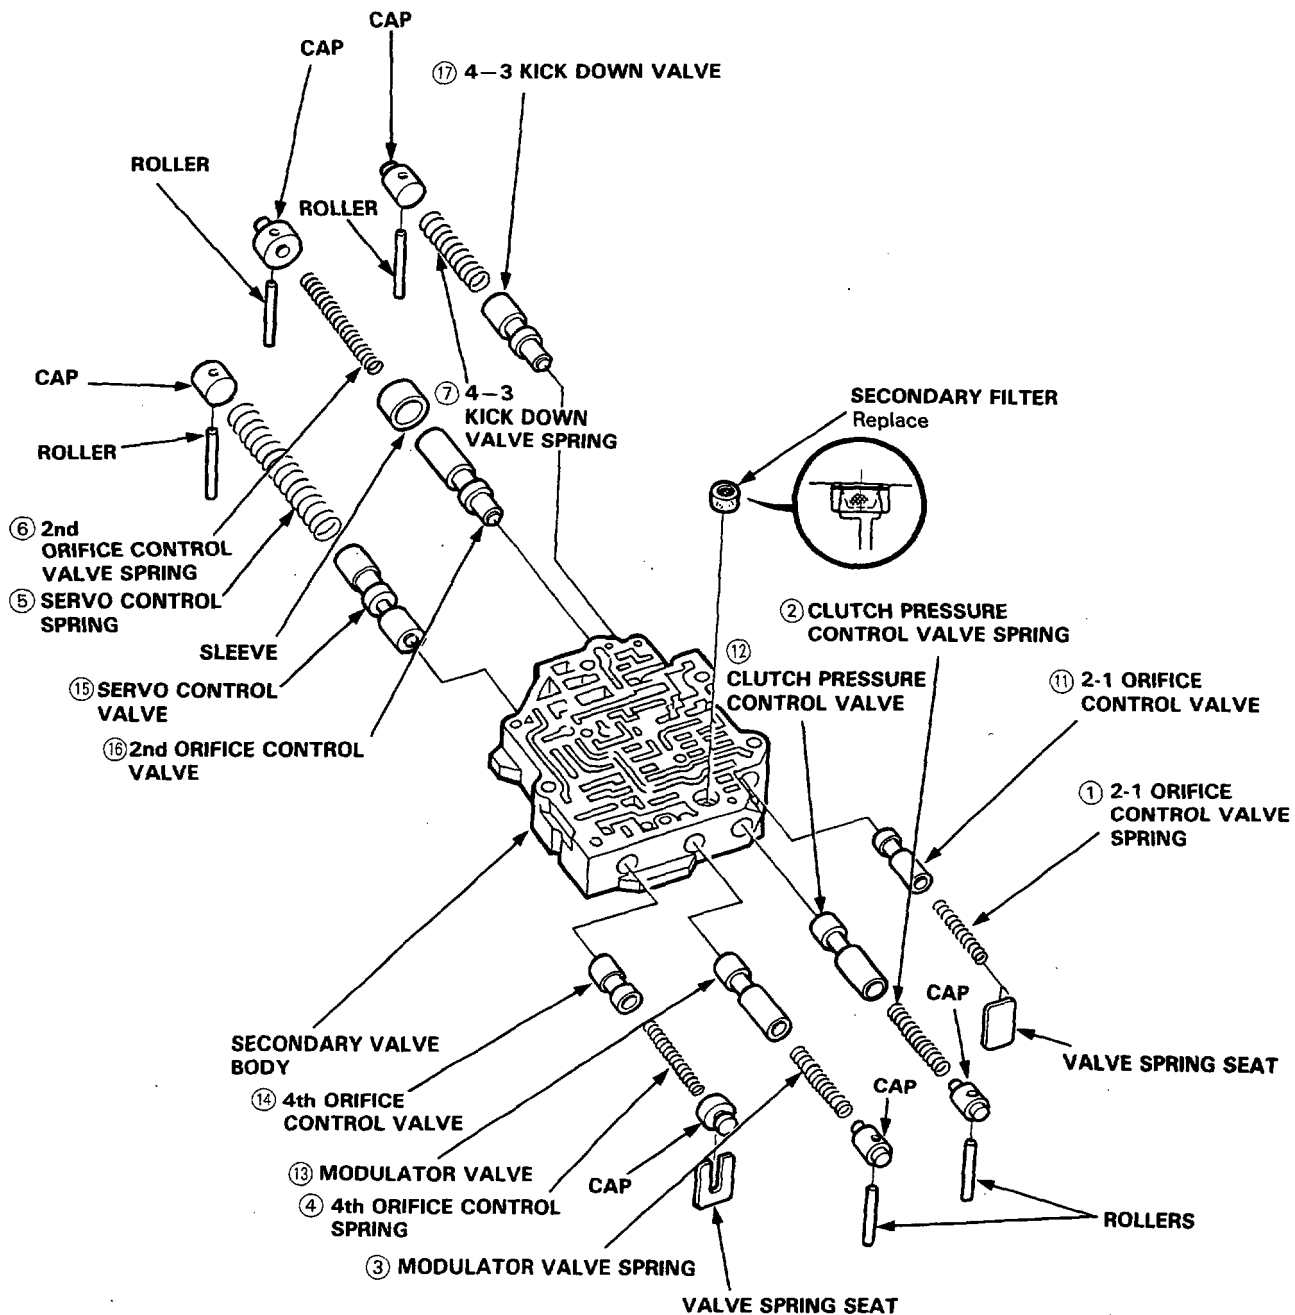 CAP
CAP
⑰ 4–3 KICK DOWN VALVE
ROLLER
ROLLER
CAP
⑦ 4–3
KICK DOWN
VALVE SPRING
SECONDARY FILTER
Replace
ROLLER
⑥ 2nd
ORIFICE CONTROL
VALVE SPRING
⑤ SERVO CONTROL
SPRING
SLEEVE
② CLUTCH PRESSURE
CONTROL VALVE SPRING
⑫
CLUTCH PRESSURE
CONTROL VALVE
⑪ 2-1 ORIFICE
CONTROL VALVE
⑮ SERVO CONTROL
VALVE
⑯ 2nd ORIFICE CONTROL
VALVE
① 2-1 ORIFICE
CONTROL VALVE
SPRING
CAP
SECONDARY VALVE
BODY
VALVE SPRING SEAT
⑭ 4th ORIFICE
CONTROL VALVE
CAP
⑬ MODULATOR VALVE
CAP
④ 4th ORIFICE CONTROL
SPRING
ROLLERS
③ MODULATOR VALVE SPRING
VALVE SPRING SEAT